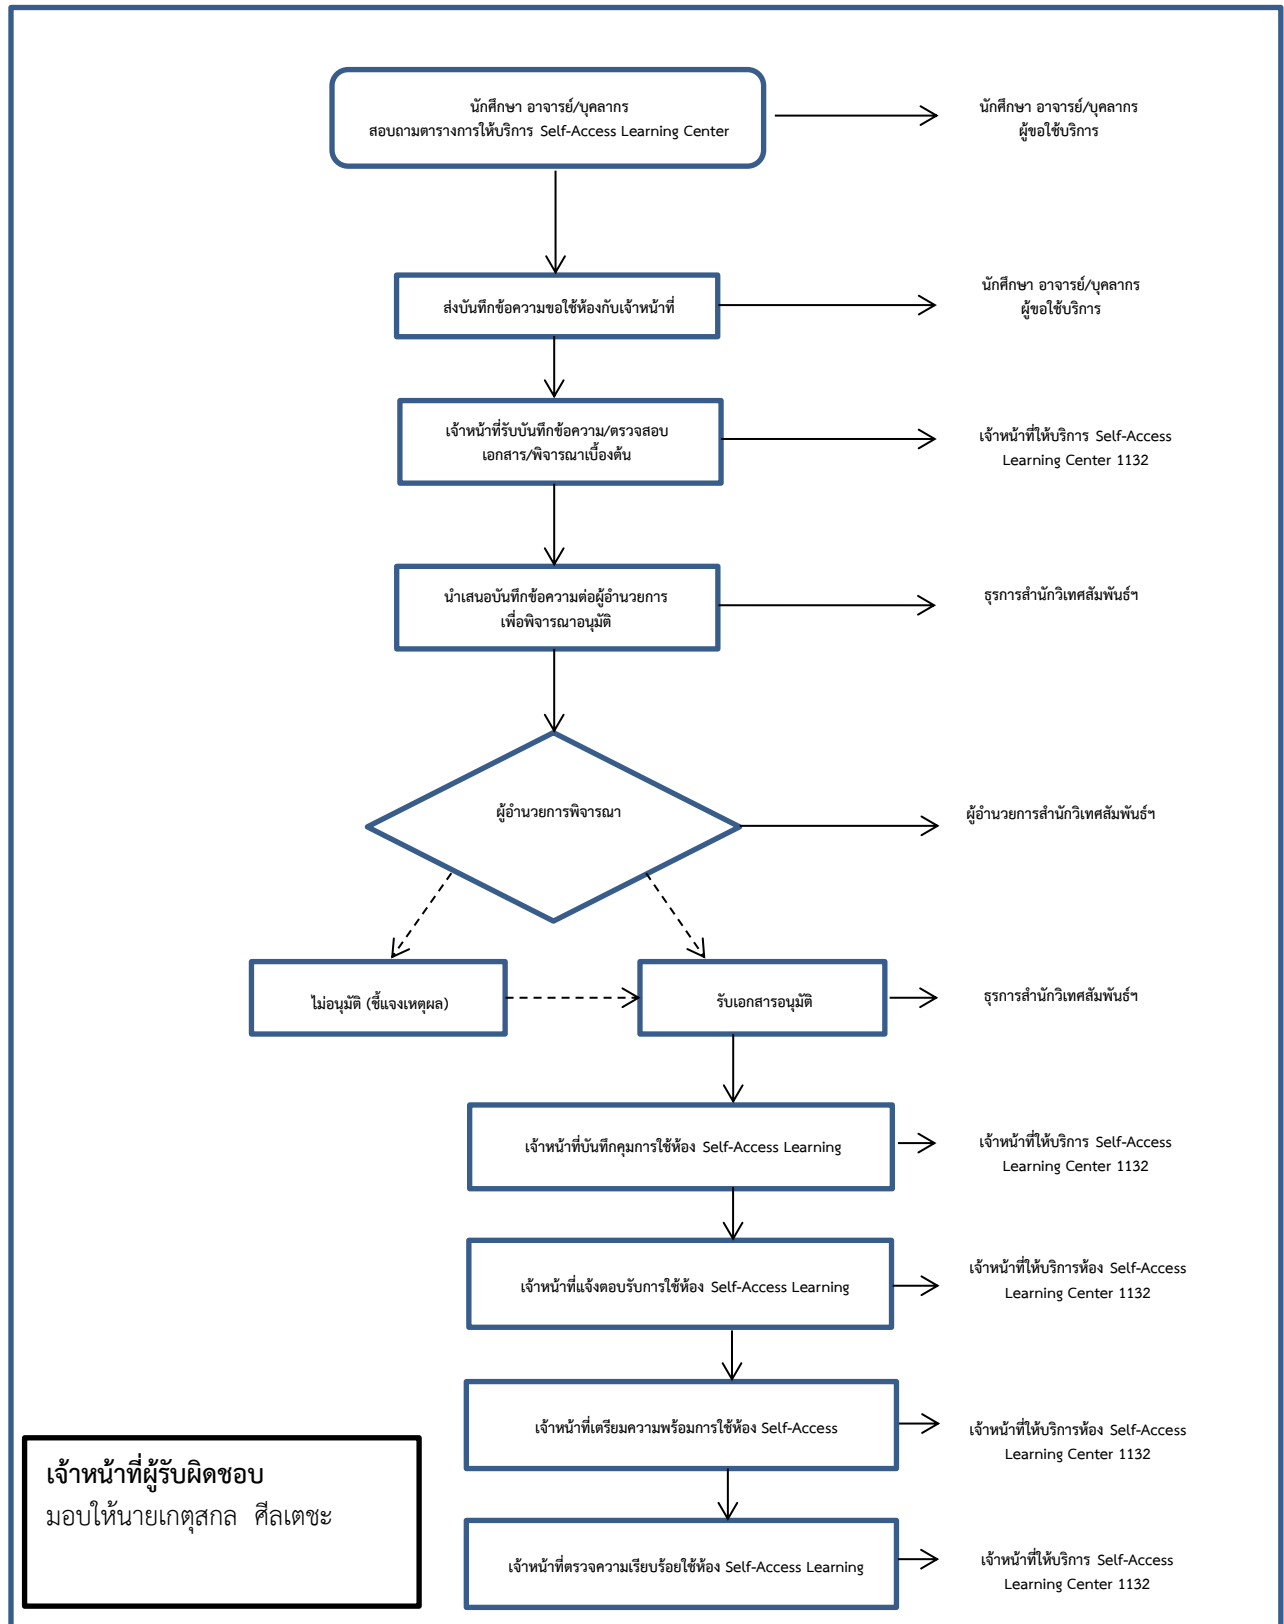 นักศึกษา อาจารย์/บุคลากร
สอบถามตารางการให้บริการ Self-Access Learning Center
นักศึกษา อาจารย์/บุคลากร
ผู้ขอใช้บริการ
ส่งบันทึกข้อความขอใช้ห้องกับเจ้าหน้าที่
นักศึกษา อาจารย์/บุคลากร
ผู้ขอใช้บริการ
เจ้าหน้าที่รับบันทึกข้อความ/ตรวจสอบ
เอกสาร/พิจารณาเบื้องต้น
เจ้าหน้าที่ให้บริการ Self-Access
Learning Center 1132
นำเสนอบันทึกข้อความต่อผู้อำนวยการ
เพื่อพิจารณาอนุมัติ
ธุรการสำนักวิเทศสัมพันธ์ฯ
ผู้อำนวยการพิจารณา
ผู้อำนวยการสำนักวิเทศสัมพันธ์ฯ
ไม่อนุมัติ (ชี้แจงเหตุผล)
รับเอกสารอนุมัติ
ธุรการสำนักวิเทศสัมพันธ์ฯ
เจ้าหน้าที่บันทึกคุมการใช้ห้อง Self-Access Learning
เจ้าหน้าที่ให้บริการ Self-Access
Learning Center 1132
เจ้าหน้าที่แจ้งตอบรับการใช้ห้อง Self-Access Learning
เจ้าหน้าที่ให้บริการห้อง Self-Access
Learning Center 1132
เจ้าหน้าที่เตรียมความพร้อมการใช้ห้อง Self-Access
เจ้าหน้าที่ให้บริการห้อง Self-Access
Learning Center 1132
เจ้าหน้าที่ตรวจความเรียบร้อยใช้ห้อง Self-Access Learning
เจ้าหน้าที่ให้บริการ Self-Access
Learning Center 1132
เจ้าหน้าที่ผู้รับผิดชอบ
มอบให้นายเกตุสกล ศีลเตชะ